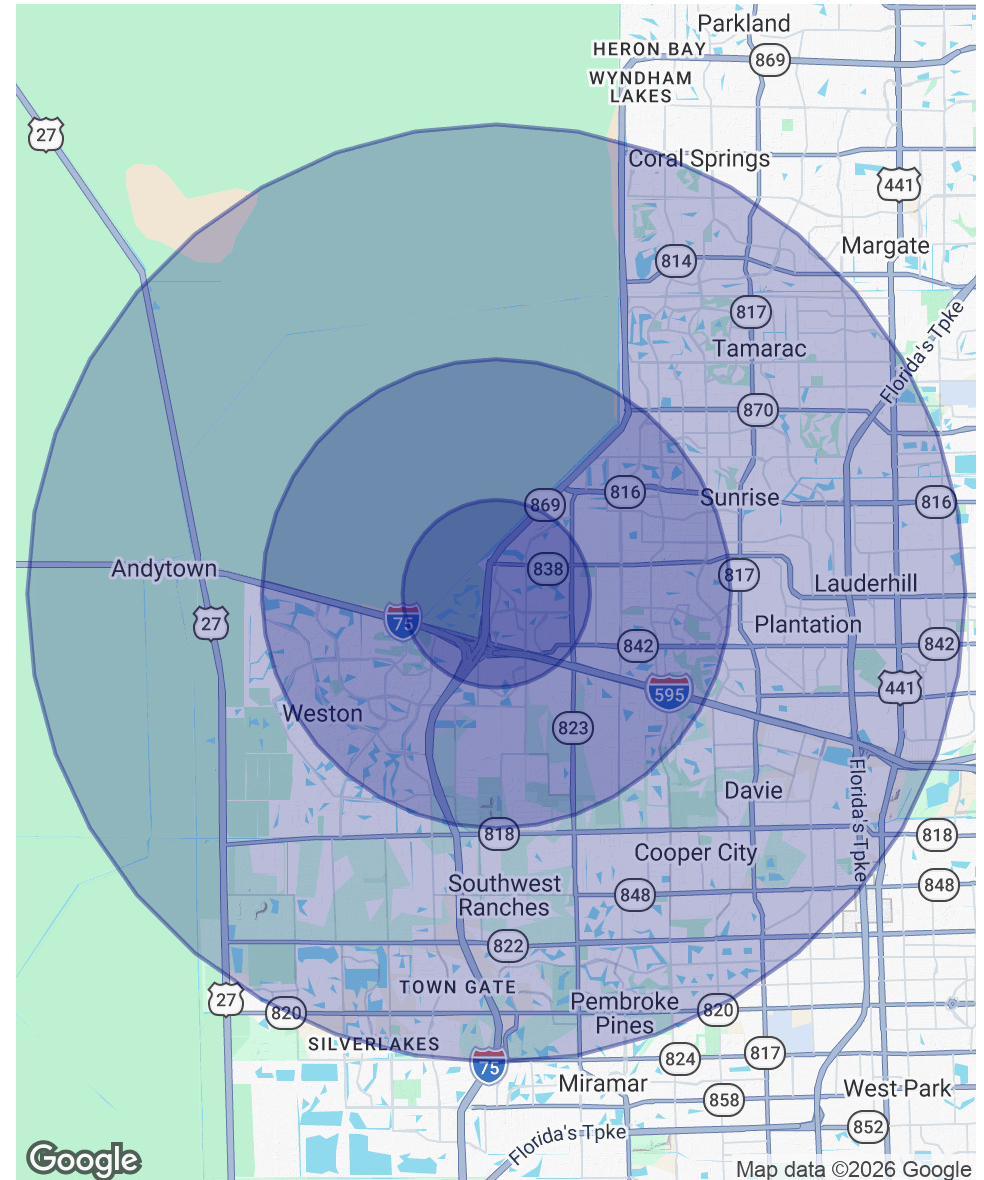 Parkland
HERON BAY
869
WYNDHAM
LAKES
27
Coral Springs
441
Margate
814
817
Tamarac
Florida's Tpke
870
869
816
Sunrise
816
Andytown
838
817
Lauderhill
27
75
Plantation
842
842
595
441
Weston
823
Davie
Florida's Tpke
818
818
Cooper City
Southwest
Ranches
848
848
822
TOWN GATE
27
820
Pembroke
Pines
820
SILVERLAKES
75
824
817
Miramar
West Park
858
852
Florida's Tpke
Google
Map data ©2026 Google